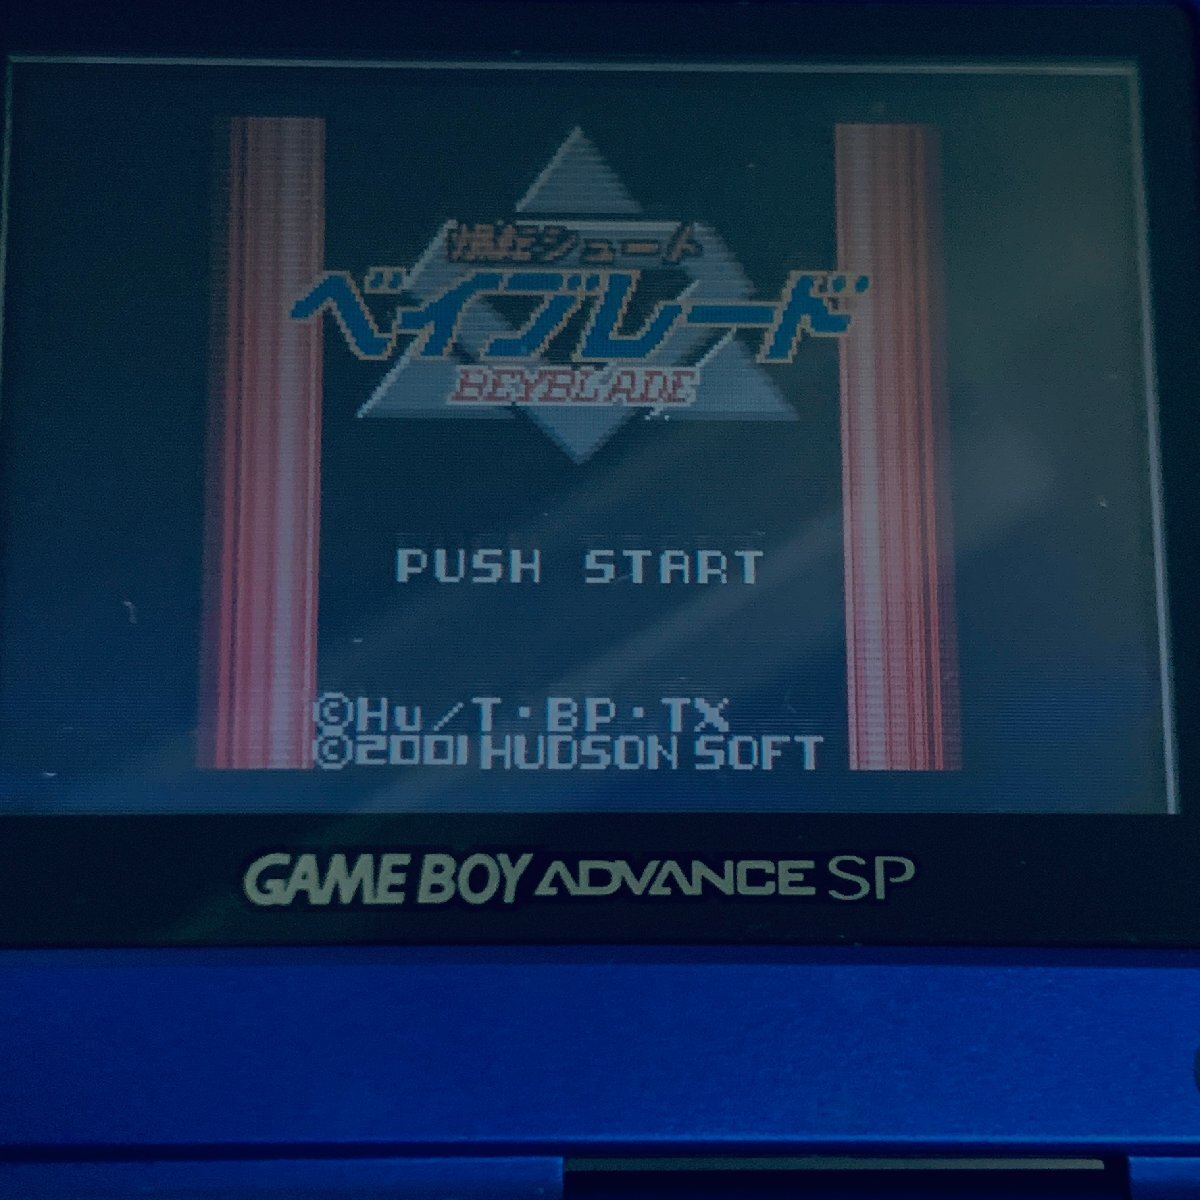 爆転シュート
ベイブレード
BEYBLADE
PUSH START
©Hu/T・BP・TX
©2001 HUDSON SOFT
GAME BOY ADVANCE SP